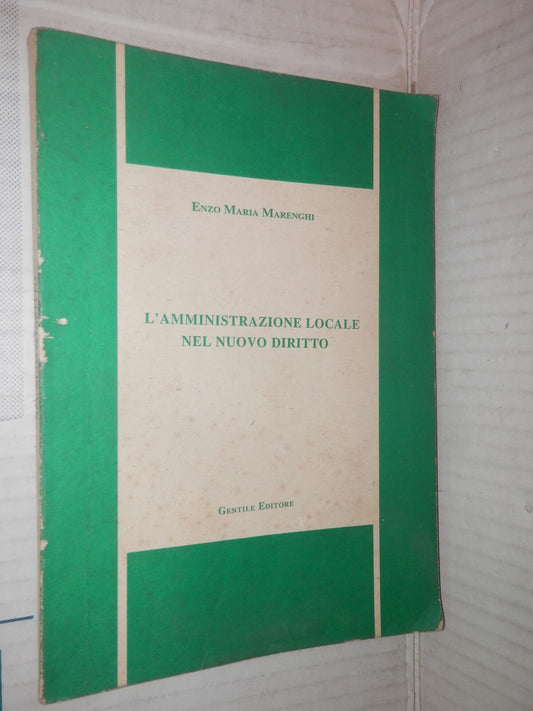 ENZO MARIA MARENGHI
L'AMMINISTRAZIONE LOCALE
NEL NUOVO DIRITTO
GENTILE EDITORE